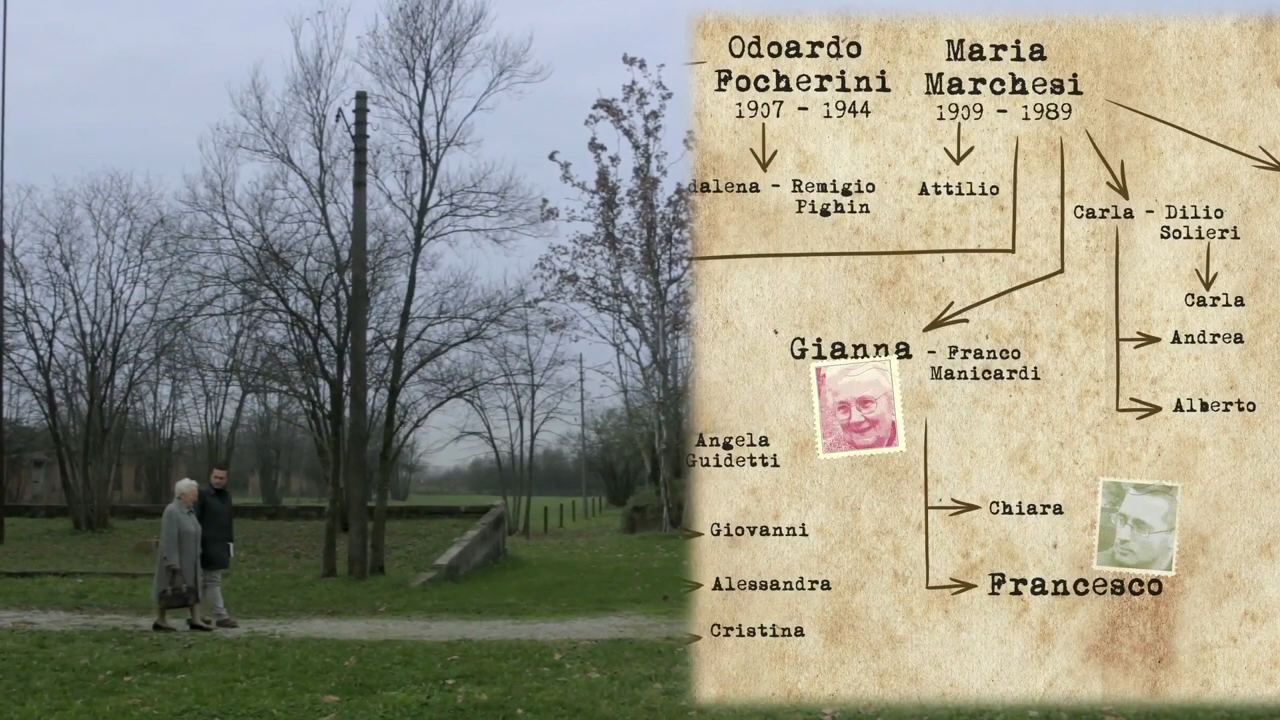 Odoardo
Focherini
1907 - 1944
Maria
Marchesi
1909 - 1989
dalena - Remigio
Pighin
Attilio
Carla - Dilio
Solieri
Carla
Andrea
Alberto
Gianna - Franco
Manicardi
Angela
Guidetti
Giovanni
Alessandra
Cristina
Chiara
Francesco